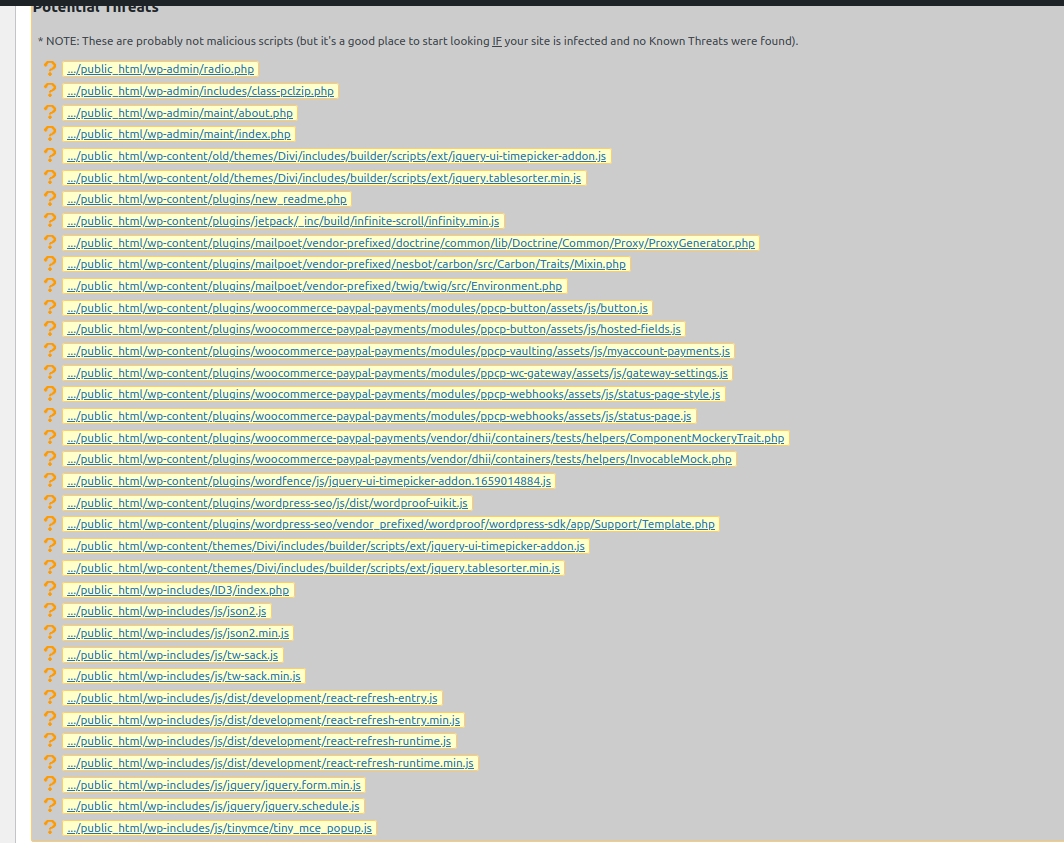 Potential Threats
* NOTE: These are probably not malicious scripts (but it's a good place to start looking IF your site is infected and no Known Threats were found).
? .../public_html/wp-admin/radio.php
? .../public_html/wp-admin/includes/class-pclzip.php
? .../public_html/wp-admin/maint/about.php
? .../public_html/wp-admin/maint/index.php
? .../public_html/wp-content/old/themes/Divi/includes/builder/scripts/ext/jquery-ui-timepicker-addon.js
? .../public_html/wp-content/old/themes/Divi/includes/builder/scripts/ext/jquery.tablesorter.min.js
? .../public_html/wp-content/plugins/new_readme.php
? .../public_html/wp-content/plugins/jetpack/_inc/build/infinite-scroll/infinity.min.js
? .../public_html/wp-content/plugins/mailpoet/vendor-prefixed/doctrine/common/lib/Doctrine/Common/Proxy/ProxyGenerator.php
? .../public_html/wp-content/plugins/mailpoet/vendor-prefixed/nesbot/carbon/src/Carbon/Traits/Mixin.php
? .../public_html/wp-content/plugins/mailpoet/vendor-prefixed/twig/twig/src/Environment.php
? .../public_html/wp-content/plugins/woocommerce-paypal-payments/modules/ppcp-button/assets/js/button.js
? .../public_html/wp-content/plugins/woocommerce-paypal-payments/modules/ppcp-button/assets/js/hosted-fields.js
? .../public_html/wp-content/plugins/woocommerce-paypal-payments/modules/ppcp-vaulting/assets/js/myaccount-payments.js
? .../public_html/wp-content/plugins/woocommerce-paypal-payments/modules/ppcp-wc-gateway/assets/js/gateway-settings.js
? .../public_html/wp-content/plugins/woocommerce-paypal-payments/modules/ppcp-webhooks/assets/js/status-page-style.js
? .../public_html/wp-content/plugins/woocommerce-paypal-payments/modules/ppcp-webhooks/assets/js/status-page.js
? .../public_html/wp-content/plugins/woocommerce-paypal-payments/vendor/dhii/containers/tests/helpers/ComponentMockeryTrait.php
? .../public_html/wp-content/plugins/woocommerce-paypal-payments/vendor/dhii/containers/tests/helpers/InvocableMock.php
? .../public_html/wp-content/plugins/wordfence/js/jquery-ui-timepicker-addon.1659014884.js
? .../public_html/wp-content/plugins/wordpress-seo/js/dist/wordproof-uikit.js
? .../public_html/wp-content/plugins/wordpress-seo/vendor_prefixed/wordproof/wordpress-sdk/app/Support/Template.php
? .../public_html/wp-content/themes/Divi/includes/builder/scripts/ext/jquery-ui-timepicker-addon.js
? .../public_html/wp-content/themes/Divi/includes/builder/scripts/ext/jquery.tablesorter.min.js
? .../public_html/wp-includes/ID3/index.php
? .../public_html/wp-includes/js/json2.js
? .../public_html/wp-includes/js/json2.min.js
? .../public_html/wp-includes/js/tw-sack.js
? .../public_html/wp-includes/js/tw-sack.min.js
? .../public_html/wp-includes/js/dist/development/react-refresh-entry.js
? .../public_html/wp-includes/js/dist/development/react-refresh-entry.min.js
? .../public_html/wp-includes/js/dist/development/react-refresh-runtime.js
? .../public_html/wp-includes/js/dist/development/react-refresh-runtime.min.js
? .../public_html/wp-includes/js/jquery/jquery.form.min.js
? .../public_html/wp-includes/js/jquery/jquery.schedule.js
? .../public_html/wp-includes/js/tinymce/tiny_mce_popup.js